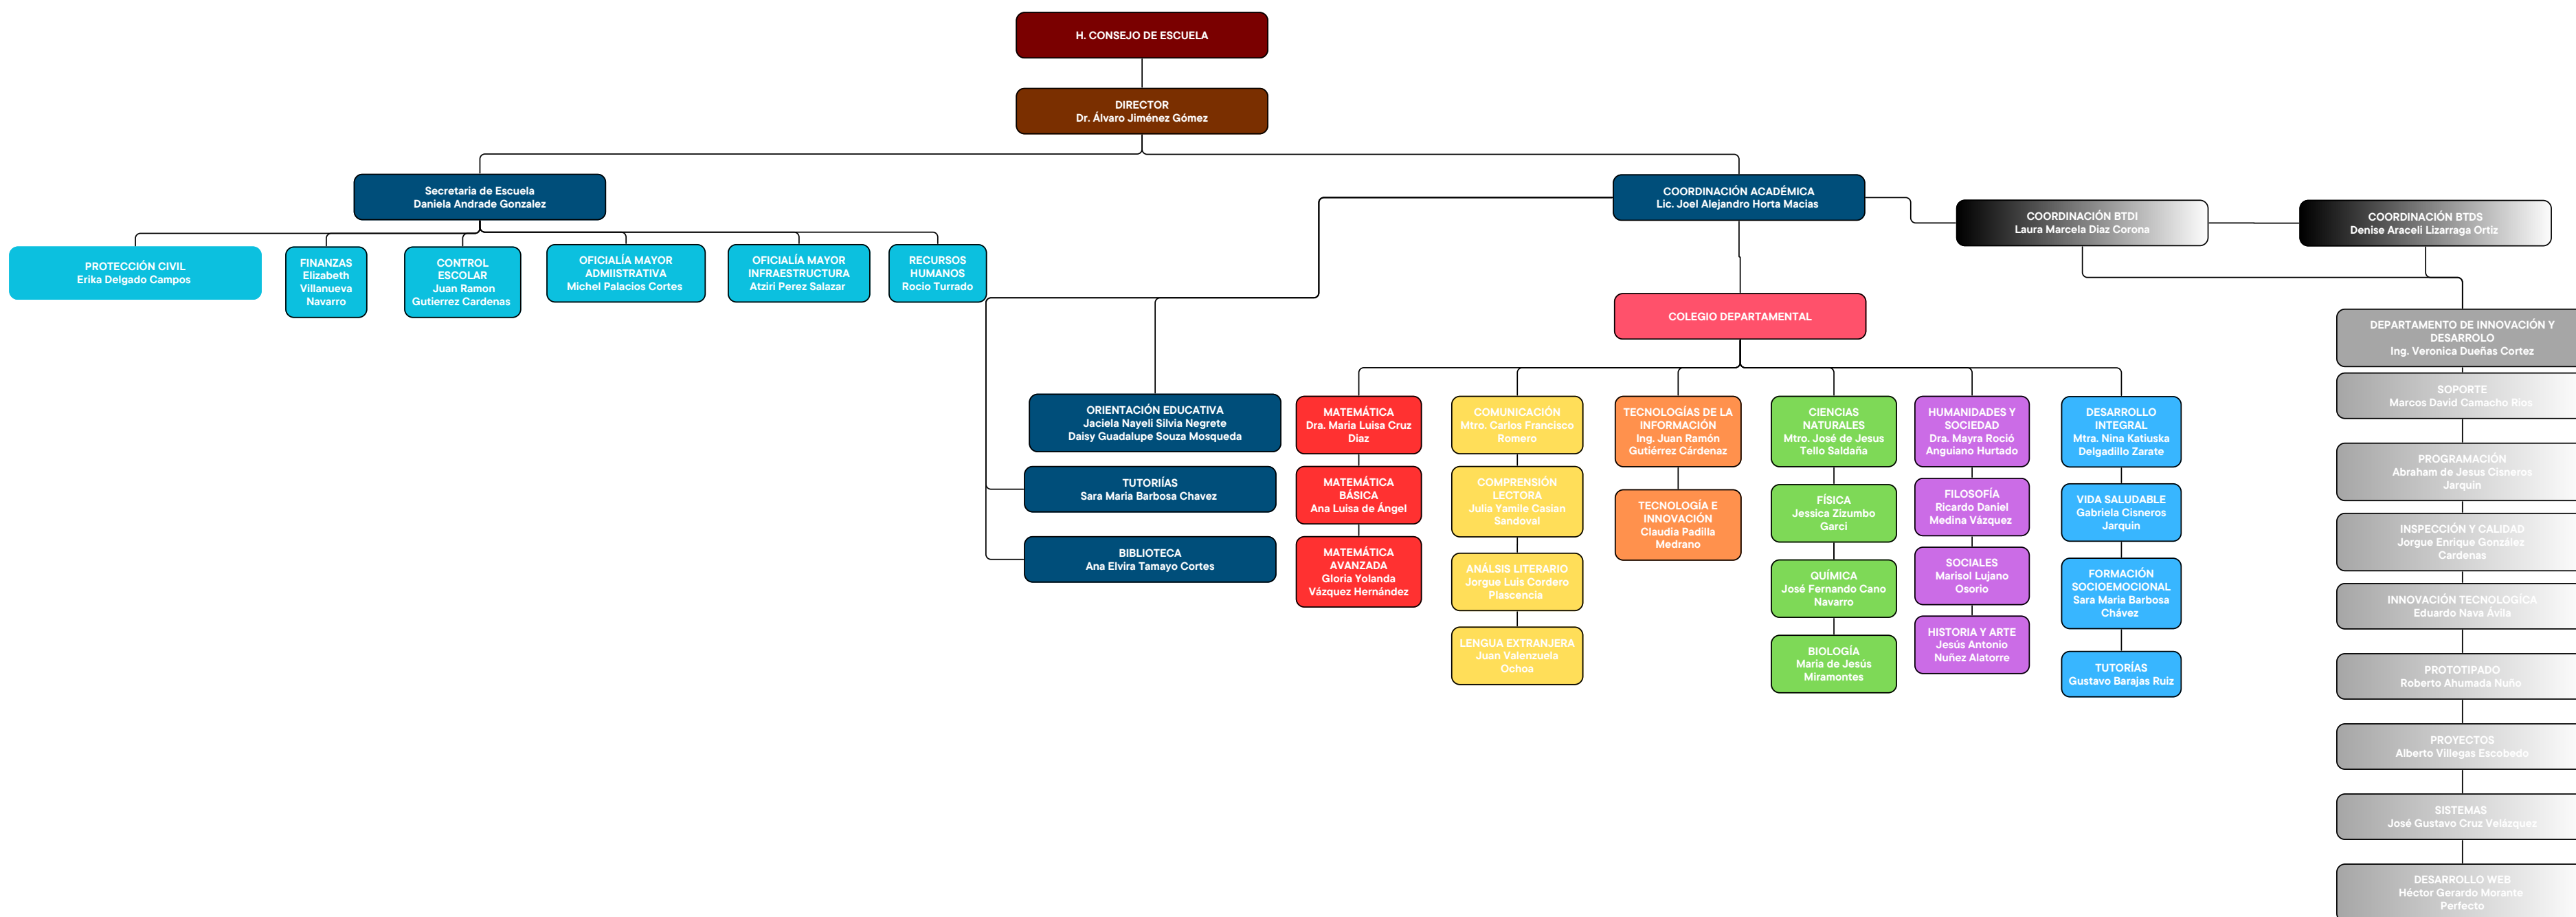 H. CONSEJO DE ESCUELA
DIRECTOR
Dr. Álvaro Jiménez Gómez
Secretaria de Escuela
Daniela Andrade Gonzalez
COORDINACIÓN ACADÉMICA
Lic. Joel Alejandro Horta Macias
COORDINACIÓN BTDI
Laura Marcela Diaz Corona
COORDINACIÓN BTDS
Denise Araceli Lizarraga Ortiz
PROTECCIÓN CIVIL
Erika Delgado Campos
FINANZAS
Elizabeth
Villanueva
Navarro
CONTROL
ESCOLAR
Juan Ramon
Gutierrez Cardenas
OFICIALÍA MAYOR
ADMIISTRATIVA
Michel Palacios Cortes
OFICIALÍA MAYOR
INFRAESTRUCTURA
Atziri Perez Salazar
RECURSOS
HUMANOS
Rocio Turrado
COLEGIO DEPARTAMENTAL
ORIENTACIÓN EDUCATIVA
Jaciela Nayeli Silvia Negrete
Daisy Guadalupe Souza Mosqueda
TUTORIÍAS
Sara Maria Barbosa Chavez
BIBLIOTECA
Ana Elvira Tamayo Cortes
MATEMÁTICA
Dra. Maria Luisa Cruz
Diaz
MATEMÁTICA
BÁSICA
Ana Luisa de Ángel
MATEMÁTICA
AVANZADA
Gloria Yolanda
Vázquez Hernández
COMUNICACIÓN
Mtro. Carlos Francisco
Romero
COMPRENSIÓN
LECTORA
Julia Yamile Casian
Sandoval
ANÁLSIS LITERARIO
Jorgue Luis Cordero
Plascencia
LENGUA EXTRANJERA
Juan Valenzuela
Ochoa
TECNOLOGÍAS DE LA
INFORMACIÓN
Ing. Juan Ramón
Gutiérrez Cárdenaz
TECNOLOGÍA E
INNOVACIÓN
Claudia Padilla
Medrano
CIENCIAS
NATURALES
Mtro. José de Jesus
Tello Saldaña
FÍSICA
Jessica Zizumbo
Garci
QUÍMICA
José Fernando Cano
Navarro
BIOLOGÍA
Maria de Jesús
Miramontes
HUMANIDADES Y
SOCIEDAD
Dra. Mayra Roció
Anguiano Hurtado
FILOSOFÍA
Ricardo Daniel
Medina Vázquez
SOCIALES
Marisol Lujano
Osorio
HISTORIA Y ARTE
Jesús Antonio
Nuñez Alatorre
DESARROLLO
INTEGRAL
Mtra. Nina Katiuska
Delgadillo Zarate
VIDA SALUDABLE
Gabriela Cisneros
Jarquin
FORMACIÓN
SOCIOEMOCIONAL
Sara Maria Barbosa
Chávez
TUTORÍAS
Gustavo Barajas Ruiz
DEPARTAMENTO DE INNOVACIÓN Y
DESARROLO
Ing. Veronica Dueñas Cortez
SOPORTE
Marcos David Camacho Rios
PROGRAMACIÓN
Abraham de Jesus Cisneros
Jarquin
INSPECCIÓN Y CALIDAD
Jorgue Enrique González
Cardenas
INNOVACIÓN TECNOLOGÍCA
Eduardo Nava Ávila
PROTOTIPADO
Roberto Ahumada Nuño
PROYECTOS
Alberto Villegas Escobedo
SISTEMAS
José Gustavo Cruz Velázquez
DESARROLLO WEB
Héctor Gerardo Morante
Perfecto